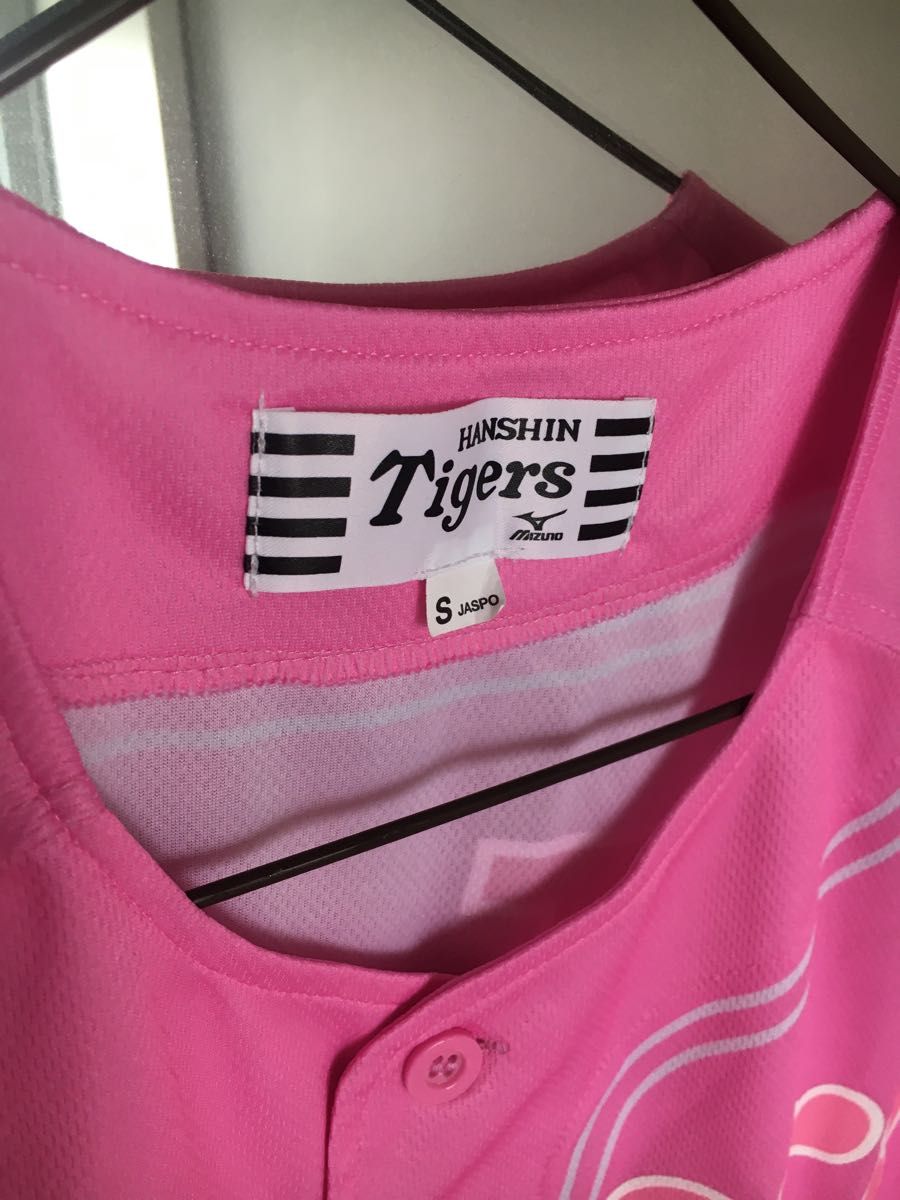 HANSHIN
Tigers
Mizuno
S JASPO